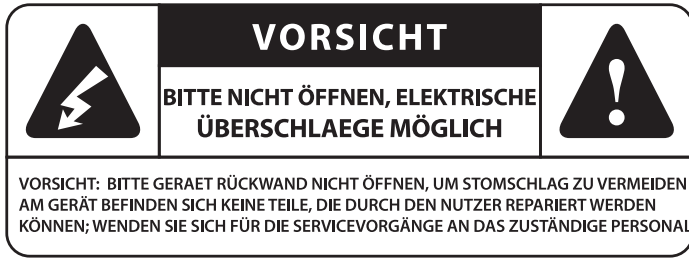 VORSICHT
BITTE NICHT ÖFFNEN, ELEKTRISCHE
ÜBERSCHLAEGE MÖGLICH
VORSICHT: BITTE GERAET RÜCKWAND NICHT ÖFFNEN, UM STOMSCHLAG ZU VERMEIDEN
AM GERÄT BEFINDEN SICH KEINE TEILE, DIE DURCH DEN NUTZER REPARIERT WERDEN
KÖNNEN; WENDEN SIE SICH FÜR DIE SERVICEVORGÄNGE AN DAS ZUSTÄNDIGE PERSONAL